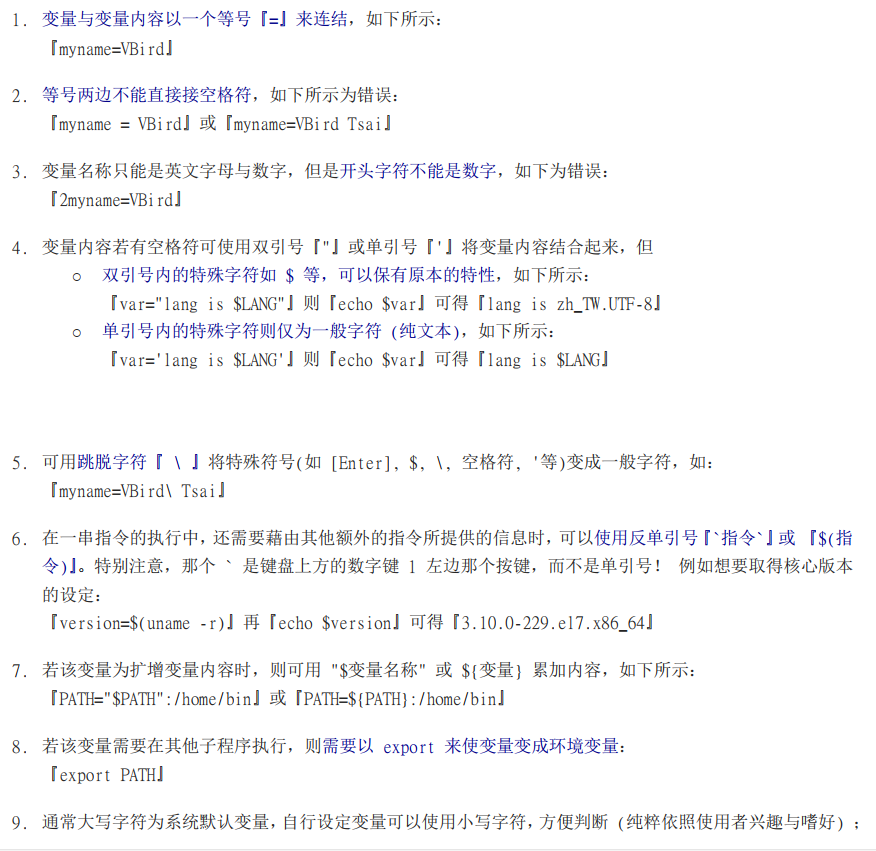 1. 变量与变量内容以一个等号『=』来连结，如下所示：
『myname=VBird』
2. 等号两边不能直接接空格符，如下所示为错误：
『myname = VBird』或『myname=VBird Tsai』
3. 变量名称只能是英文字母与数字，但是开头字符不能是数字，如下为错误：
『2myname=VBird』
4. 变量内容若有空格符可使用双引号『"』或单引号『'』将变量内容结合起来，但
○ 双引号内的特殊字符如 $ 等，可以保有原本的特性，如下所示：
『var="lang is $LANG"』则『echo $var』可得『lang is zh_TW.UTF-8』
○ 单引号内的特殊字符则仅为一般字符 (纯文本)，如下所示：
『var='lang is $LANG'』则『echo $var』可得『lang is $LANG』
5. 可用跳脱字符『 \ 』将特殊符号(如 [Enter], $, \, 空格符, '等)变成一般字符，如：
『myname=VBird\ Tsai』
6. 在一串指令的执行中，还需要藉由其他额外的指令所提供的信息时，可以使用反单引号『`指令`』或 『$(指
令)』。特别注意，那个 ` 是键盘上方的数字键 1 左边那个按键，而不是单引号！ 例如想要取得核心版本
的设定：
『version=$(uname -r)』再『echo $version』可得『3.10.0-229.el7.x86_64』
7. 若该变量为扩增变量内容时，则可用 "$变量名称" 或 ${变量} 累加内容，如下所示：
『PATH="$PATH":/home/bin』或『PATH=${PATH}:/home/bin』
8. 若该变量需要在其他子程序执行，则需要以 export 来使变量变成环境变量：
『export PATH』
9. 通常大写字符为系统默认变量，自行设定变量可以使用小写字符，方便判断 (纯粹依照使用者兴趣与嗜好) ；